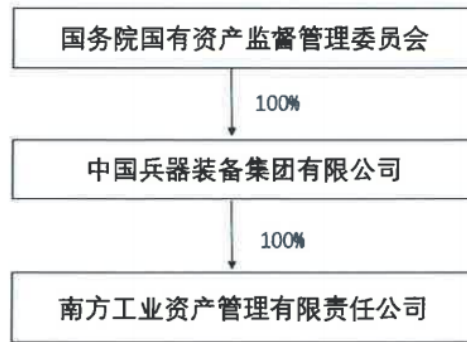 国务院国有资产监督管理委员会
100%
中国兵器装备集团有限公司
100%
南方工业资产管理有限责任公司